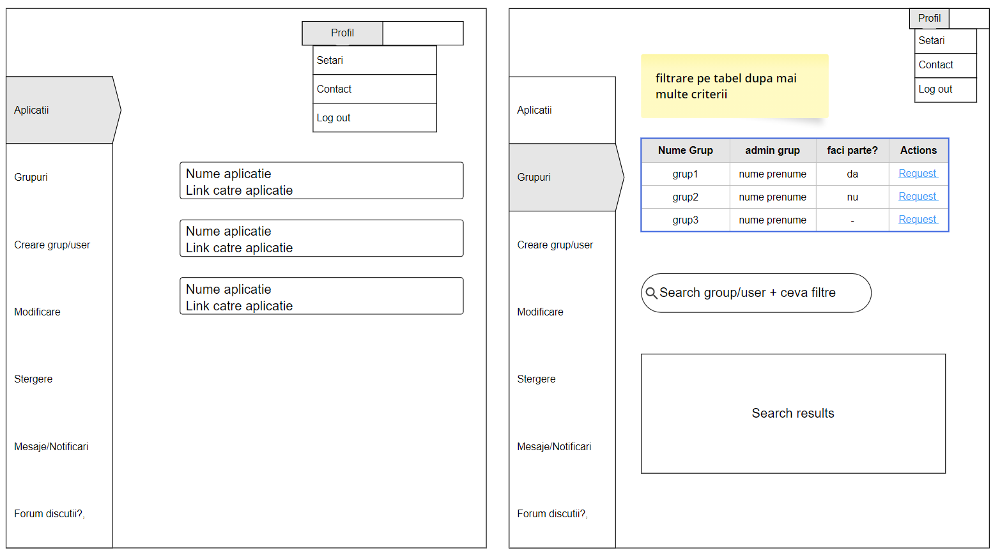 Profil
Setari
Contact
Log out
Aplicatii
Grupuri
Creare grup/user
Modificare
Stergere
Mesaje/Notificari
Forum discutii?,
Nume aplicatie
Link catre aplicatie
Nume aplicatie
Link catre aplicatie
Nume aplicatie
Link catre aplicatie
Profil
Setari
Contact
Log out
Aplicatii
Grupuri
Creare grup/user
Modificare
Stergere
Mesaje/Notificari
Forum discutii?,
filtrare pe tabel dupa mai
multe criterii
Nume Grup admin grup faci parte? Actions
grup1 nume prenume da Request
grup2 nume prenume nu Request
grup3 nume prenume - Request
Search group/user + ceva filtre
Search results